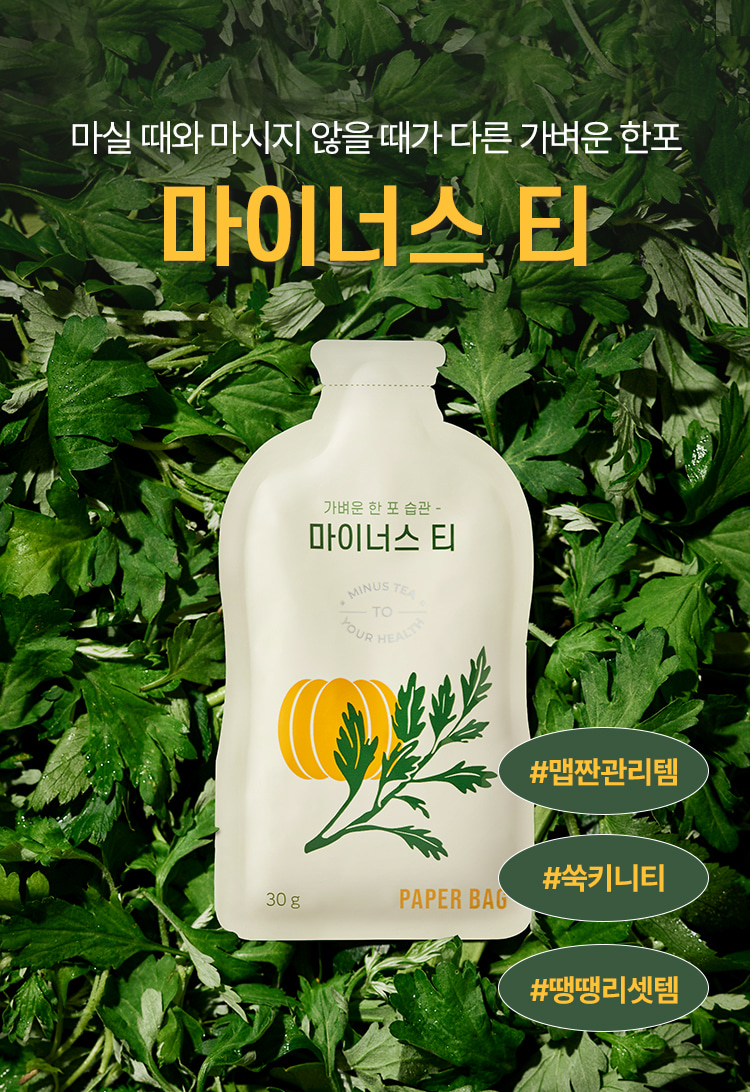 마실 때와 마시지 않을 때가 다른 가벼운 한포
마이너스 티
가벼운 한 포 습관 -
마이너스 티
MINUS TEA
TO
YOUR HEALTH
#맵짠관리템
#쑥키니티
30 g
PAPER BAG
#땡땡리셋템